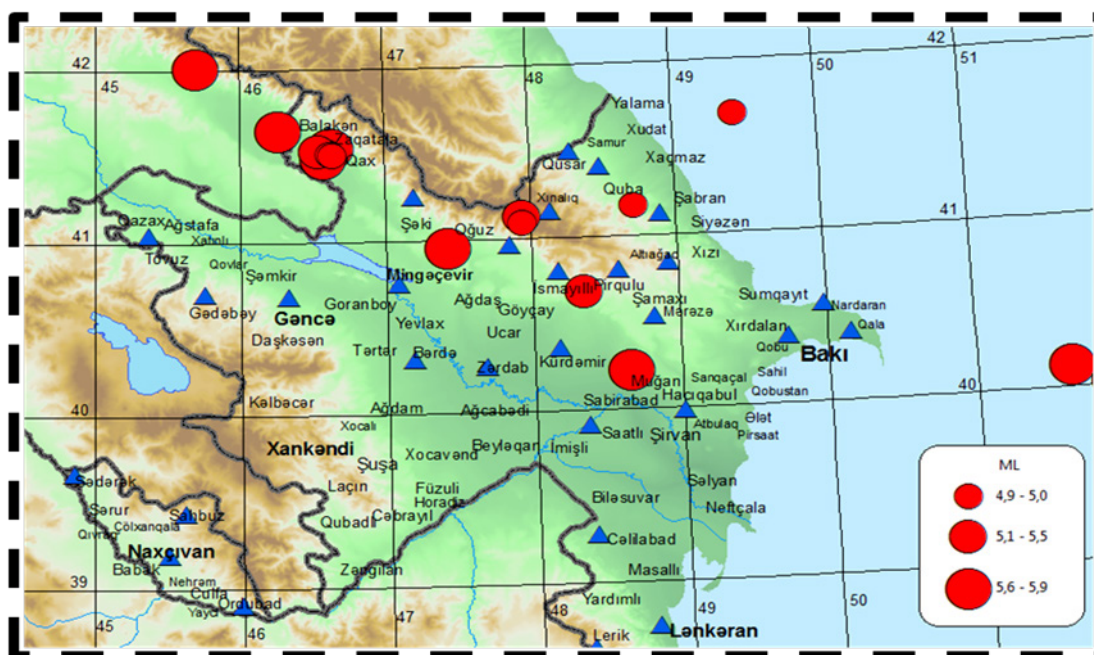 47
42
50
51
48
49
42
45
46
Yalama
Balakən
Xudat
Zaqatala
Samur
Qusar
Xaçmaz
Qax
Quba
Xınalıq
Şabran
41
Siyəzən
Qazax
Ağstafa
Şəki
Oğuz
41
Altıağac
Xızı
Tovuz
Qovlar
Şəmkir
Mingəçevir
İsmayıllı
Pirqulu
Sumqayıt
Nardaran
Gədəbəy
Gəncə
Goranboy
Ağdaş
Göyçay
Şamaxı
Mərəzə
Yevlax
Ucar
Xırdalan
Qala
Daşkəsən
Qobu
Bakı
Tərtər
Bərdə
Zərdab
Kürdəmir
Sahil
Muğan
Sanqaçal
Qobustan
Kəlbəcər
Ağdam
Ağcabədi
Sabirabad
Hacıqabul
40
40
Xocalı
Atbulaq
Ələt
Pirsaat
Xankəndi
Şuşa
Xocavənd
Beyləqan
İmişli
Saatlı
Şirvan
ML
Laçın
Füzuli
Horadiz
Biləsuvar
Səlyan
Neftçala
4,9 - 5,0
Sədərək
Şərur
Şahbuz
Qubadlı
Cəbrayıl
5,1 - 5,5
Qıvraq
Çölxanqala
Naxçıvan
Cəlilabad
Babək
Zəngilan
Masallı
5,6 - 5,9
39
Nehrəm
Culfa
Ordubad
Yaycı
Yardımlı
45
46
47
48
49
50
Lerik
Lənkəran